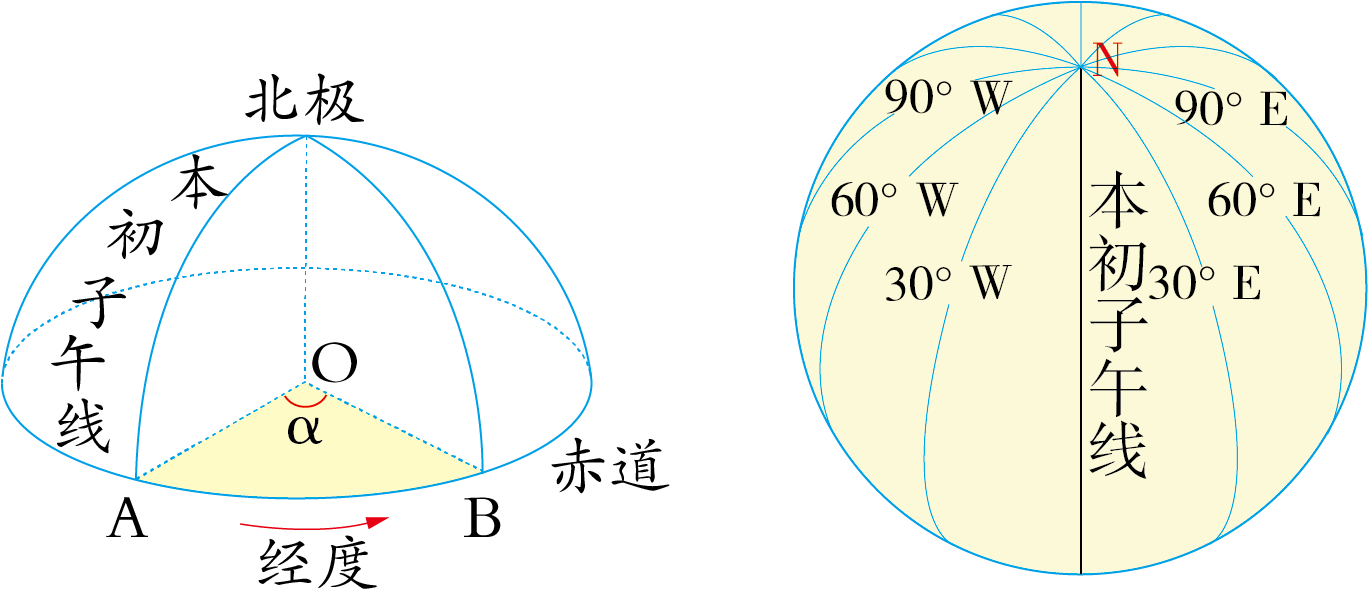 北极
本初子午线
O
α
赤道
A
B
经度
N
90° W
90° E
60° W
60° E
30° W
30° E
本初子午线